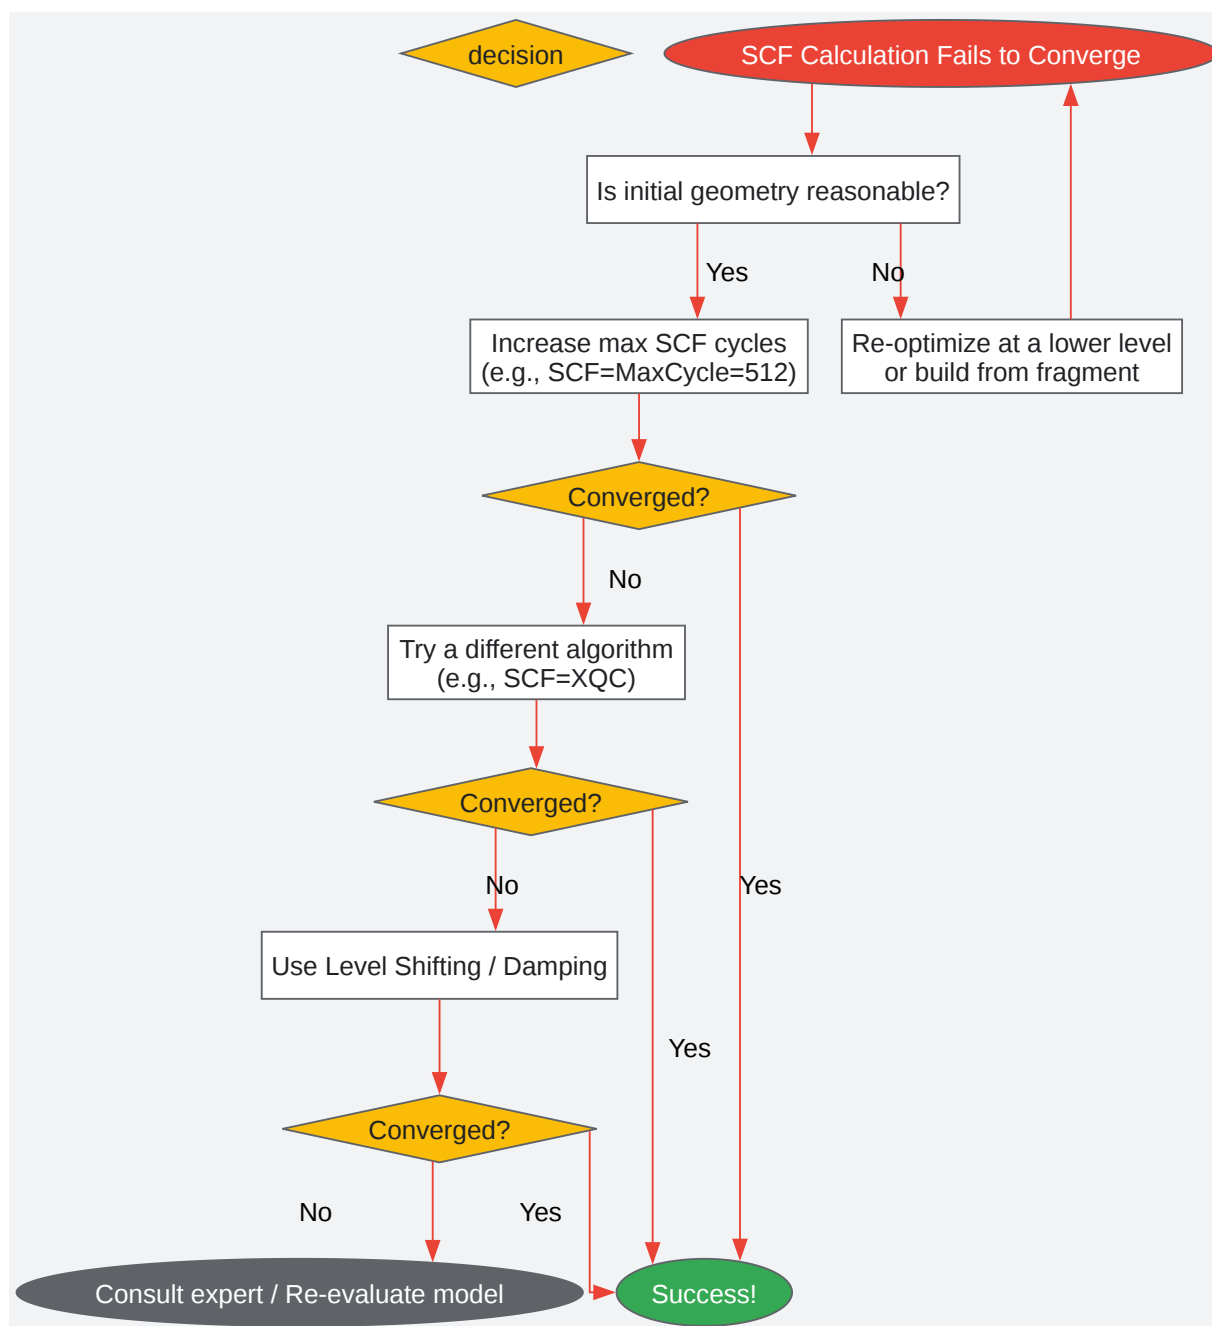 decision
SCF Calculation Fails to Converge
Is initial geometry reasonable?
Yes
No
Increase max SCF cycles
(e.g., SCF=MaxCycle=512)
Re-optimize at a lower level
or build from fragment
Converged?
No
Try a different algorithm
(e.g., SCF=XQC)
Converged?
No
Yes
Use Level Shifting / Damping
Yes
Converged?
No
Yes
Consult expert / Re-evaluate model
Success!